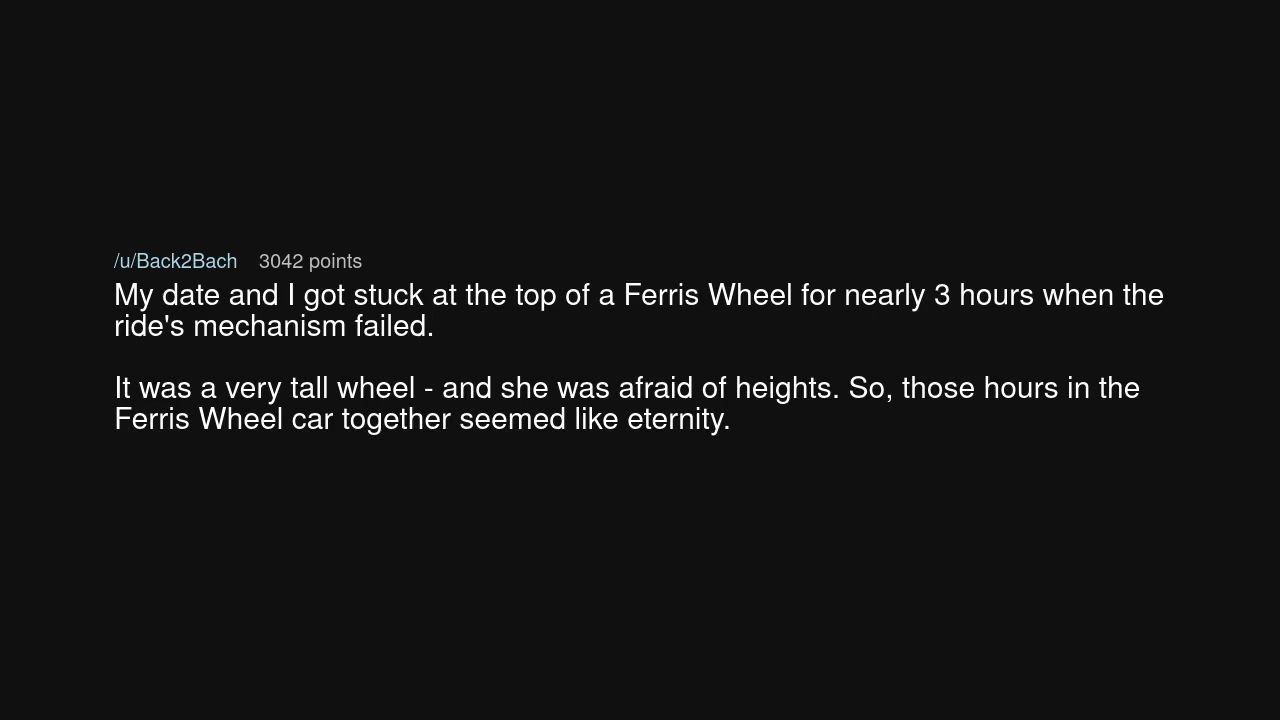 /u/Back2Bach 3042 points
My date and I got stuck at the top of a Ferris Wheel for nearly 3 hours when the
ride's mechanism failed.
It was a very tall wheel - and she was afraid of heights. So, those hours in the
Ferris Wheel car together seemed like eternity.